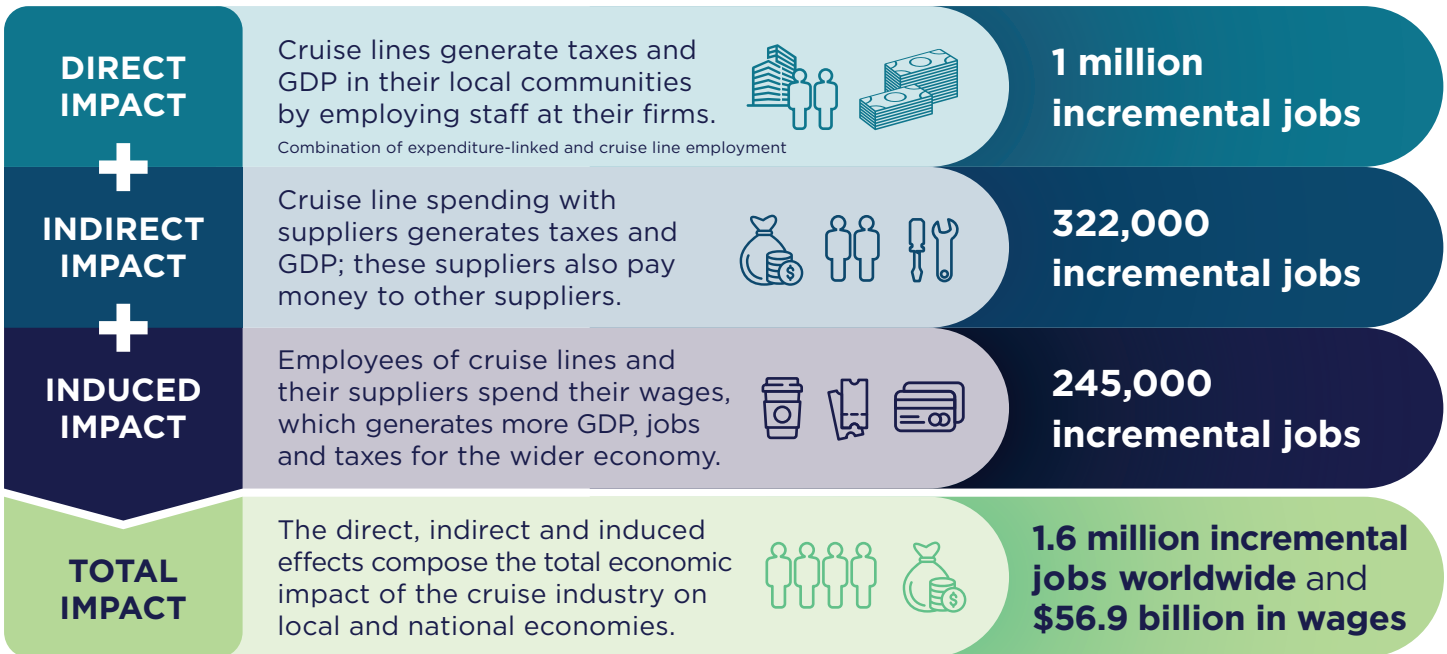 DIRECT
IMPACT
Cruise lines generate taxes and
GDP in their local communities
by employing staff at their firms.
Combination of expenditure-linked and cruise line employment
1 million
incremental jobs
INDIRECT
IMPACT
Cruise line spending with
suppliers generates taxes and
GDP; these suppliers also pay
money to other suppliers.
322,000
incremental jobs
INDUCED
IMPACT
Employees of cruise lines and
their suppliers spend their wages,
which generates more GDP, jobs
and taxes for the wider economy.
245,000
incremental jobs
TOTAL
IMPACT
The direct, indirect and induced
effects compose the total economic
impact of the cruise industry on
local and national economies.
1.6 million incremental
jobs worldwide and
$56.9 billion in wages